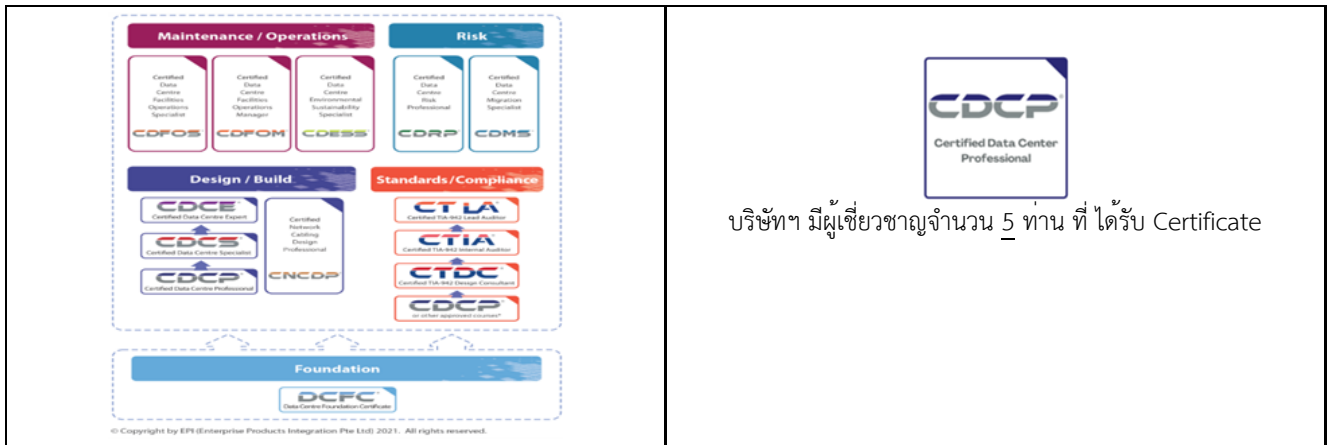 Maintenance / Operations
Risk
Certified
Data
Centre
Facilities
Operations
Specialist
CDFOS
Certified
Data
Centre
Facilities
Operations
Manager
CDFOM
Certified
Data
Centre
Environmental
Sustainability
Specialist
CDESS
Certified
Data
Centre
Risk
Professional
CDRP
Certified
Data
Centre
Migration
Specialist
CDMS
Design / Build
CDCE
Certified Data Centre Expert
CDCS
Certified Data Centre Specialist
CDCP
Certified Data Centre Professional
Certified
Network
Cabling
Design
Professional
CNCDP
Standards/Compliance
CTLA
Certified TIA-942 Lead Auditor
CTIA
Certified TIA-942 Internal Auditor
CTDC
Certified TIA-942 Design Consultant
CDCP
or other approved courses*
Foundation
DCFC
Data Centre Foundation Certificate
© Copyright by EPI (Enterprise Products Integration Pte Ltd) 2021. All rights reserved.
CDCP
Certified Data Center
Professional
บริษัทฯ มีผู้เชี่ยวชาญจำนวน 5 ท่าน ที่ ได้รับ Certificate